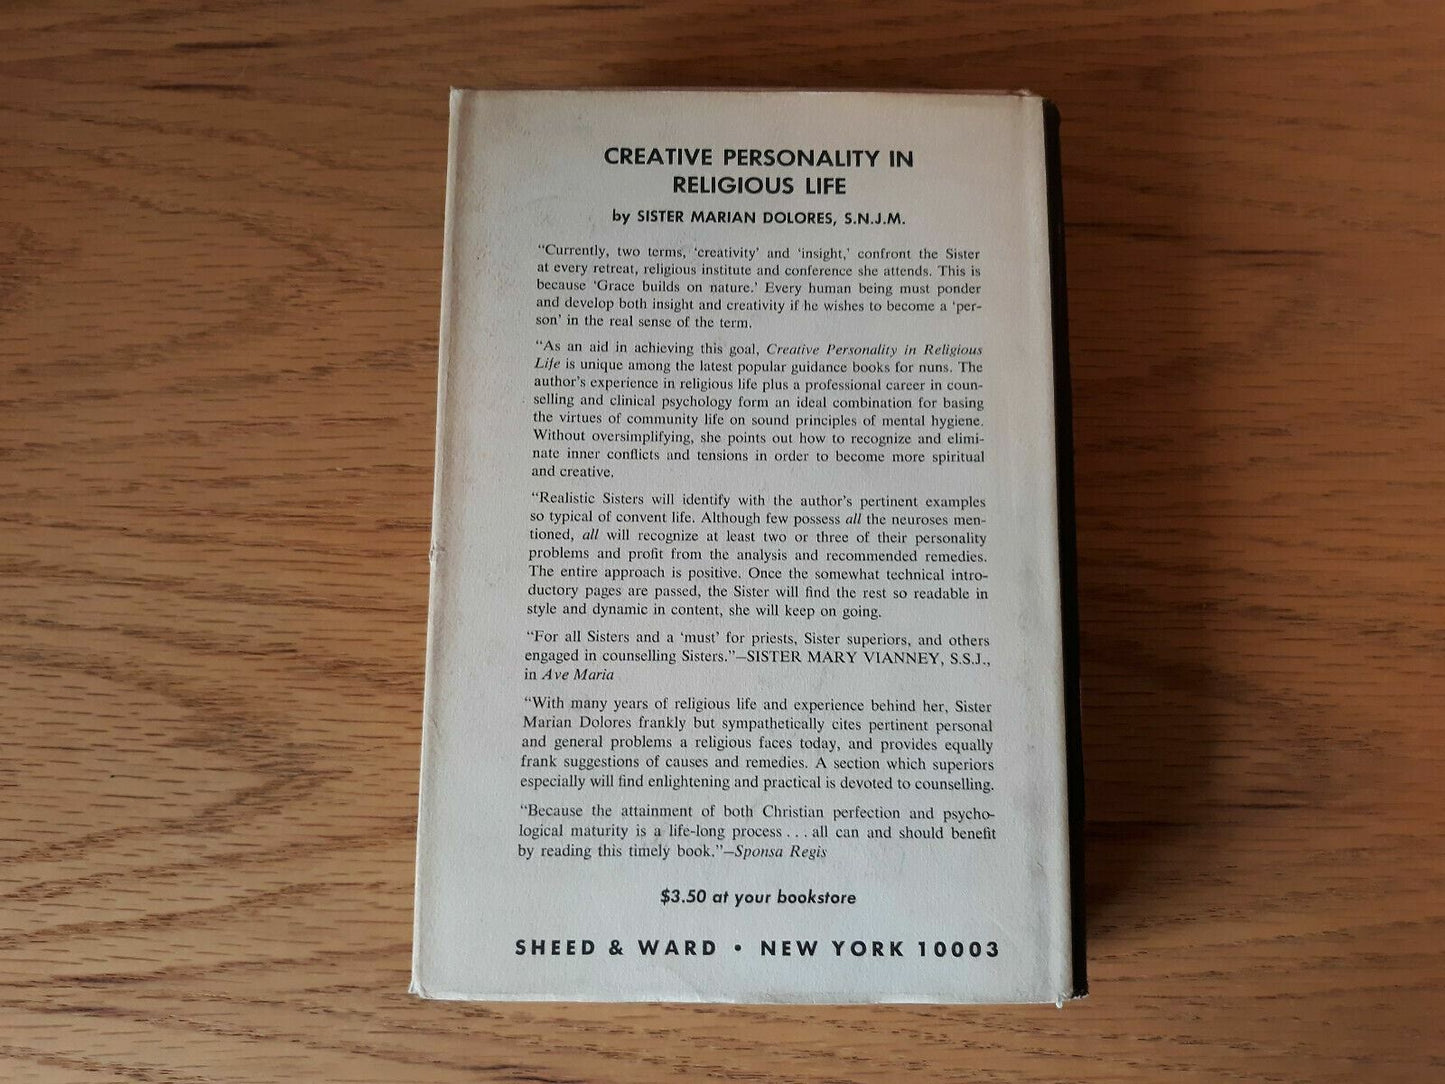 CREATIVE PERSONALITY IN
RELIGIOUS LIFE
by SISTER MARIAN DOLORES, S.N.J.M.
“Currently, two terms, ‘creativity’ and ‘insight,’ confront the Sister
at every retreat, religious institute and conference she attends. This is
because ‘Grace builds on nature.’ Every human being must ponder
and develop both insight and creativity if he wishes to become a ‘per-
son’ in the real sense of the term.
“As an aid in achieving this goal, Creative Personality in Religious
Life is unique among the latest popular guidance books for nuns. The
author’s experience in religious life plus a professional career in coun-
selling and clinical psychology form an ideal combination for basing
the virtues of community life on sound principles of mental hygiene.
Without oversimplifying, she points out how to recognize and elimi-
nate inner conflicts and tensions in order to become more spiritual
and creative.
“Realistic Sisters will identify with the author’s pertinent examples
so typical of convent life. Although few possess all the neuroses men-
tioned, all will recognize at least two or three of their personality
problems and profit from the analysis and recommended remedies.
The entire approach is positive. Once the somewhat technical intro-
ductory pages are passed, the Sister will find the rest so readable in
style and dynamic in content, she will keep on going.
“For all Sisters and a ‘must’ for priests, Sister superiors, and others
engaged in counselling Sisters.”—SISTER MARY VIANNEY, S.S.J.,
in Ave Maria
“With many years of religious life and experience behind her, Sister
Marian Dolores frankly but sympathetically cites pertinent personal
and general problems a religious faces today, and provides equally
frank suggestions of causes and remedies. A section which superiors
especially will find enlightening and practical is devoted to counselling.
“Because the attainment of both Christian perfection and psycho-
logical maturity is a life-long process . . . all can and should benefit
by reading this timely book.”—Sponsa Regis
$3.50 at your bookstore
SHEED & WARD • NEW YORK 10003